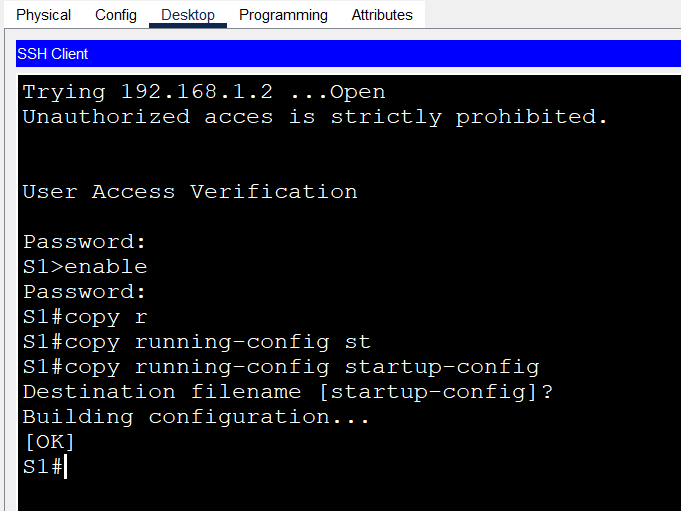 Physical Config Desktop Programming Attributes
SSH Client
Trying 192.168.1.2 ...Open
Unauthorized acces is strictly prohibited.
User Access Verification
Password:
S1>enable
Password:
S1#copy r
S1#copy running-config st
S1#copy running-config startup-config
Destination filename [startup-config]?
Building configuration...
[OK]
S1#